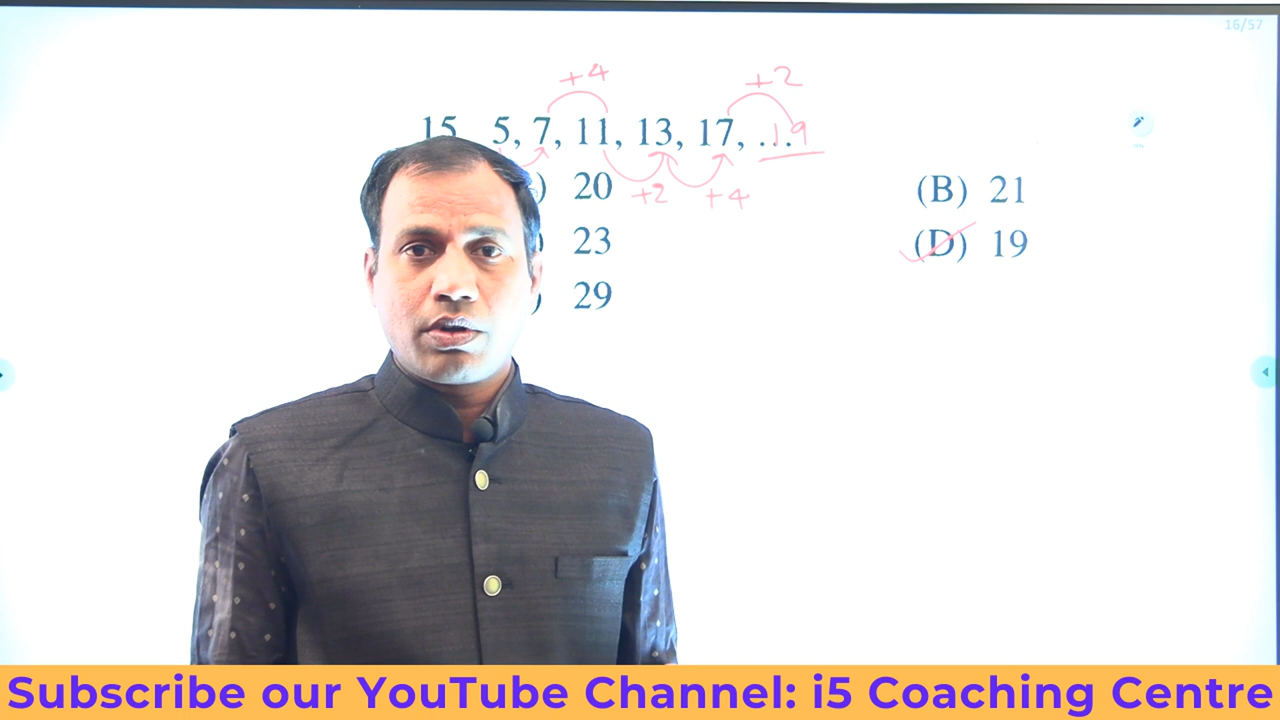 16/57
+4 +2
15. 5, 7, 11, 13, 17, ... 19
+2 +4
) 20 (B) 21
) 23 (D) 19
) 29
Subscribe our YouTube Channel: i5 Coaching Centre